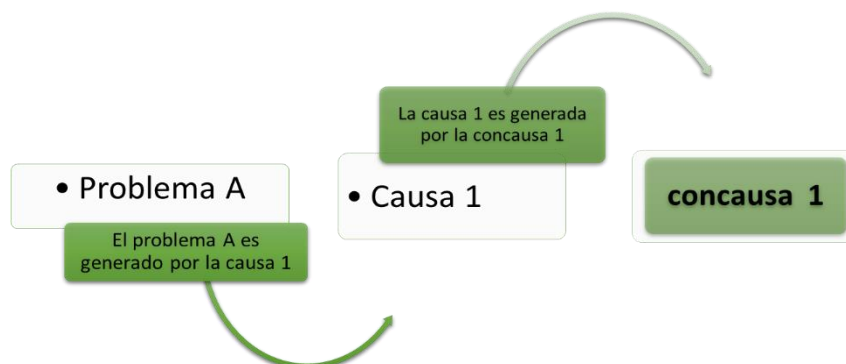 • Problema A
El problema A es
generado por la causa 1
La causa 1 es generada
por la concausa 1
• Causa 1
concausa 1